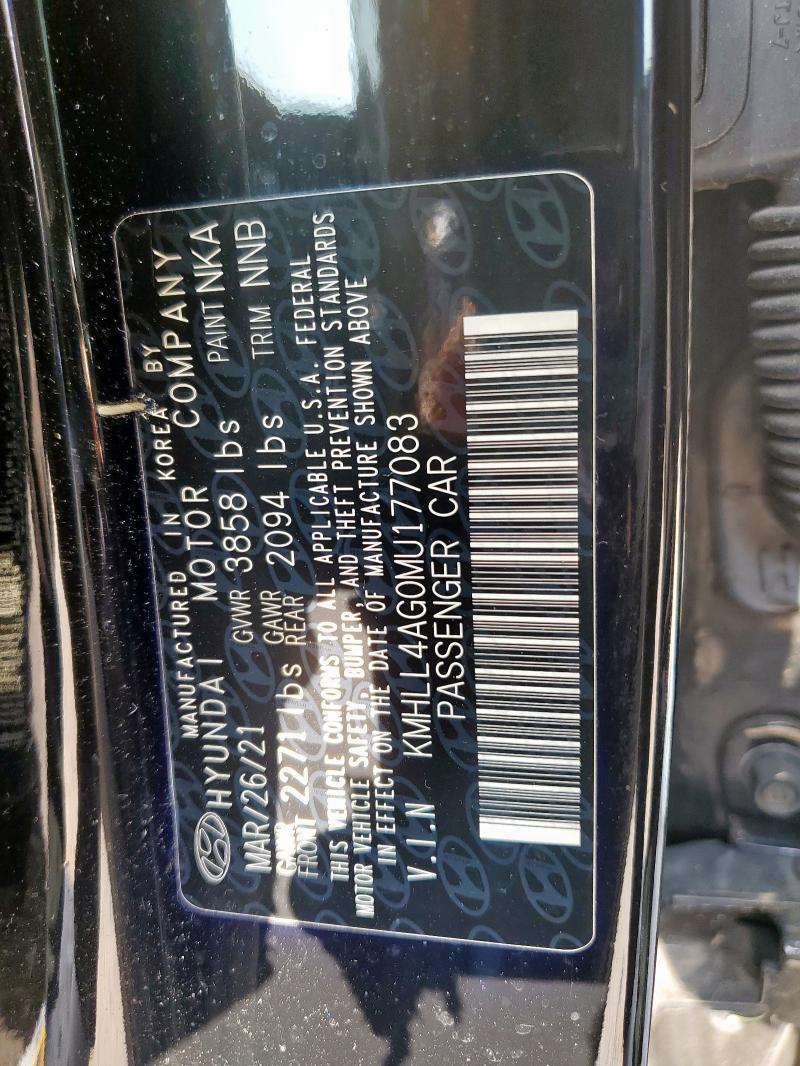 MANUFACTURED IN KOREA BY
HYUNDAI MOTOR COMPANY
MAR/26/21 GVWR 3858 lbs PAINT NKA
GAWR FRONT 2271 lbs GAWR REAR 2094 lbs TRIM NNB
THIS VEHICLE CONFORMS TO ALL APPLICABLE U.S.A. FEDERAL
MOTOR VEHICLE SAFETY, BUMPER, AND THEFT PREVENTION STANDARDS
IN EFFECT ON THE DATE OF MANUFACTURE SHOWN ABOVE
V.I.N KMHLL4AG0MU177083
PASSENGER CAR